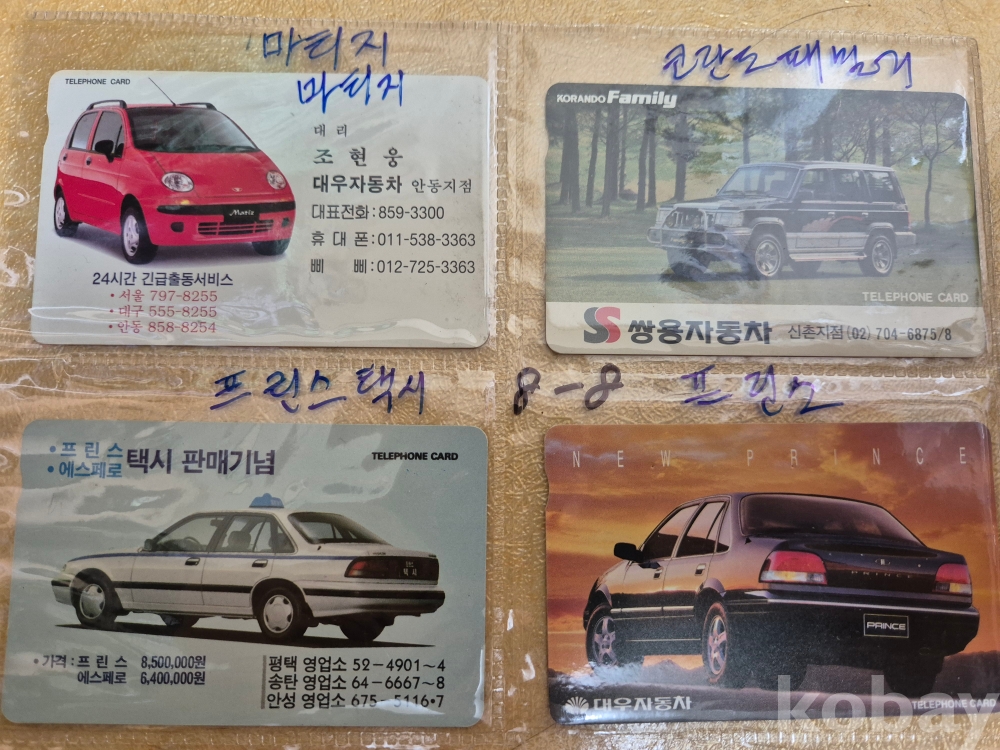 마티지
마티지
TELEPHONE CARD
Matiz
대 리
조 현 웅
대우자동차 안동지점
대표전화:859-3300
휴 대 폰:011-538-3363
삐 삐:012-725-3363
24시간 긴급출동서비스
•서울 797-8255
•대구 555-8255
•안동 858-8254
코란도패밀리
KORANDO Family
TELEPHONE CARD
SS 쌍용자동차 신촌지점 (02) 704-6875/8
프린스택시
8-8
프린스
•프린스
•에스페로
택시 판매기념
TELEPHONE CARD
택시
•가격 : 프린스 8,500,000원
에스페로 6,400,000원
평택 영업소 52-4901~4
송탄 영업소 64-6667~8
안성 영업소 675-5116•7
NEW PRINCE
PRINCE
PRINCE
대우자동차
TELEPHONE CARD
kobay